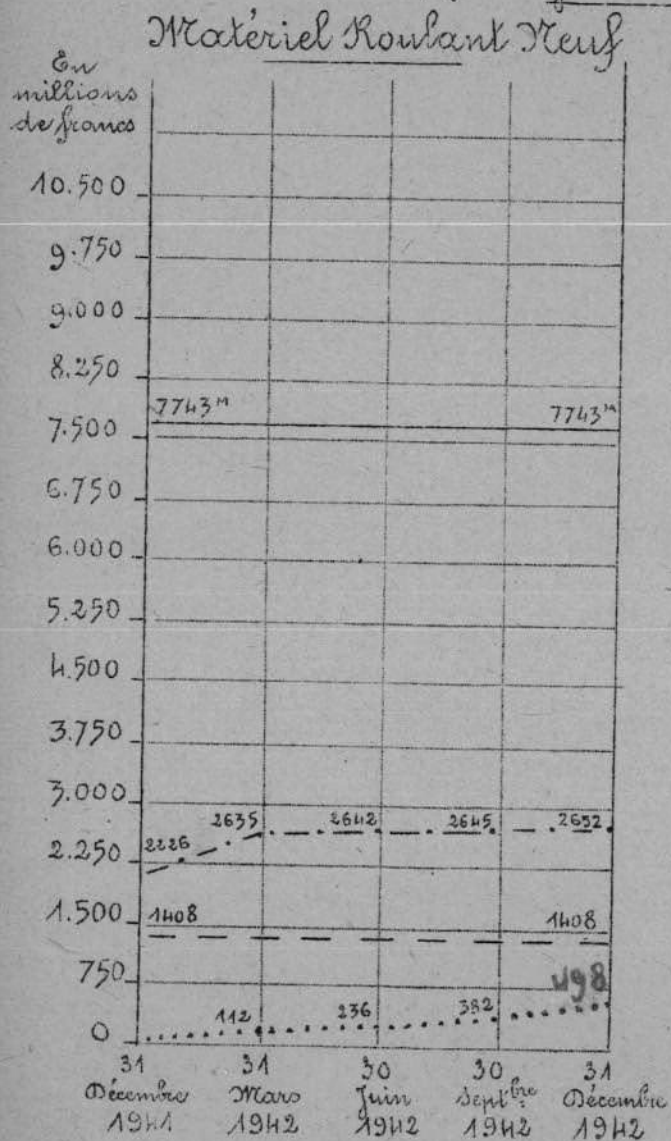 Matériel Roulant Neuf
En
millions
de francs
10.500
9.750
9.000
8.250
7743ᴹ 7743ᴹ
7.500
6.750
6.000
5.250
4.500
3.750
3.000
2226 2635 2642 2645 2652
2.250
1.500
1408 1408
750
112 236 382 498
0
31 31 30 30 31
Décembre Mars Juin Sept.bre Décembre
1941 1942 1942 1942 1942